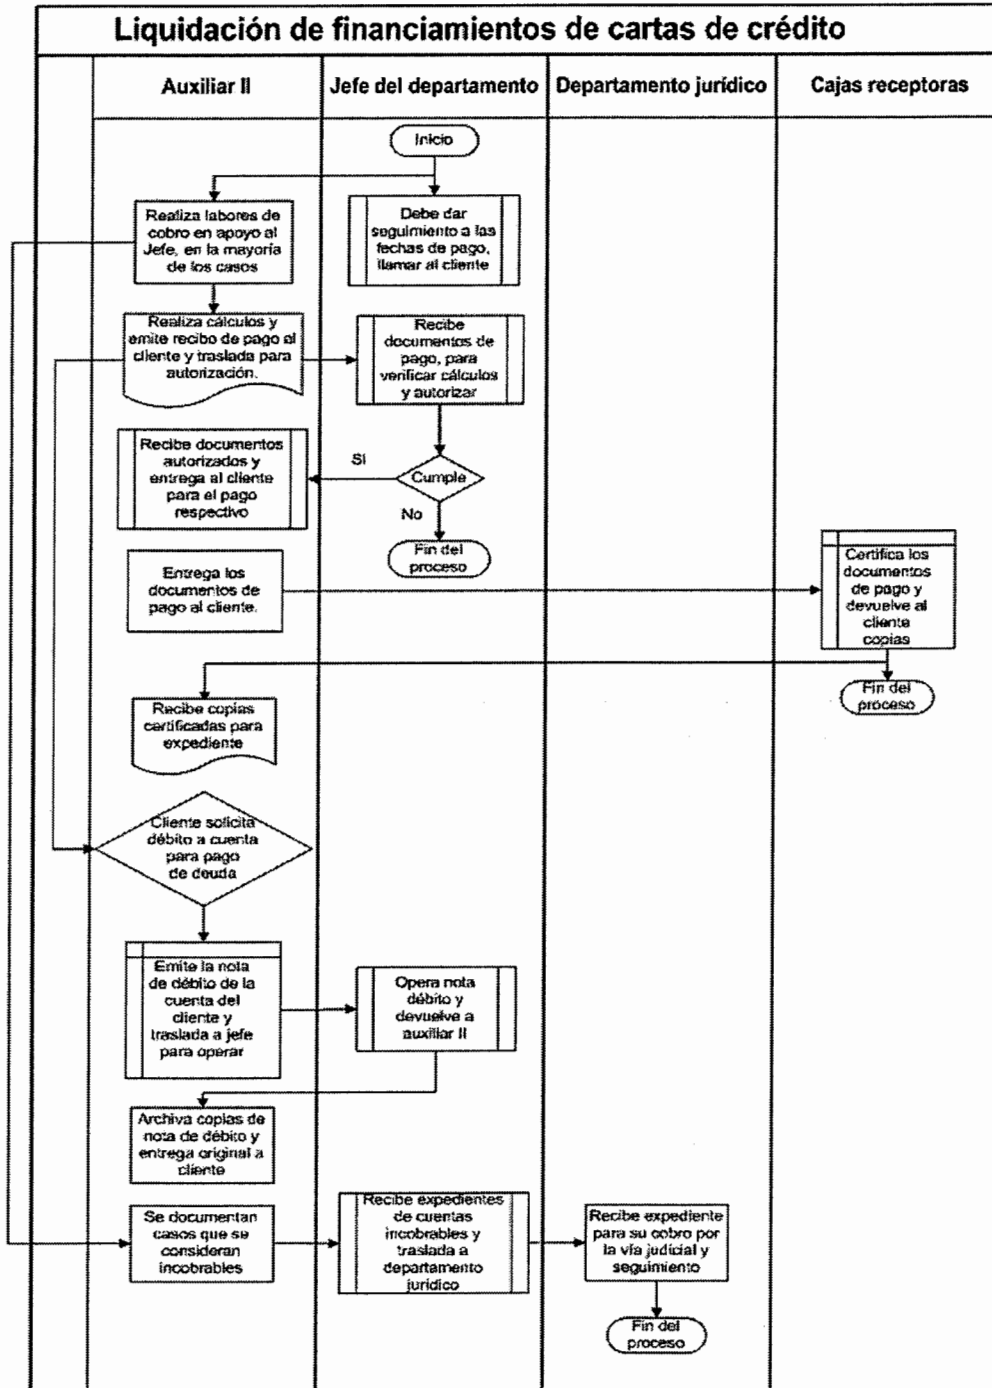 Liquidación de financiamientos de cartas de crédito
Auxiliar II
Jefe del departamento
Departamento jurídico
Cajas receptoras
Inicio
Realiza labores de
cobro en apoyo al
Jefe, en la mayoría
de los casos
Debe dar
seguimiento a las
fechas de pago,
llamar al cliente
Realiza cálculos y
emite recibo de pago al
cliente y traslada para
autorización.
Recibe
documentos de
pago, para
verificar cálculos
y autorizar
Recibe documentos
autorizados y
entrega al cliente
para el pago
respectivo
Si
Cumple
No
Fin del
proceso
Entrega los
documentos de
pago al cliente.
Certifica los
documentos
de pago y
devuelve al
cliente
copias
Fin del
proceso
Recibe copias
certificadas para
expediente
Cliente solicita
débito a cuenta
para pago
de deuda
Emite la nota
de débito de la
cuenta del
cliente y
traslada a jefe
para operar
Opera nota
débito y
devuelve a
auxiliar II
Archiva copias de
nota de débito y
entrega original a
cliente
Se documentan
casos que se
consideran
incobrables
Recibe expedientes
de cuentas
incobrables y
traslada a
departamento
jurídico
Recibe expediente
para su cobro por
la vía judicial y
seguimiento
Fin del
proceso